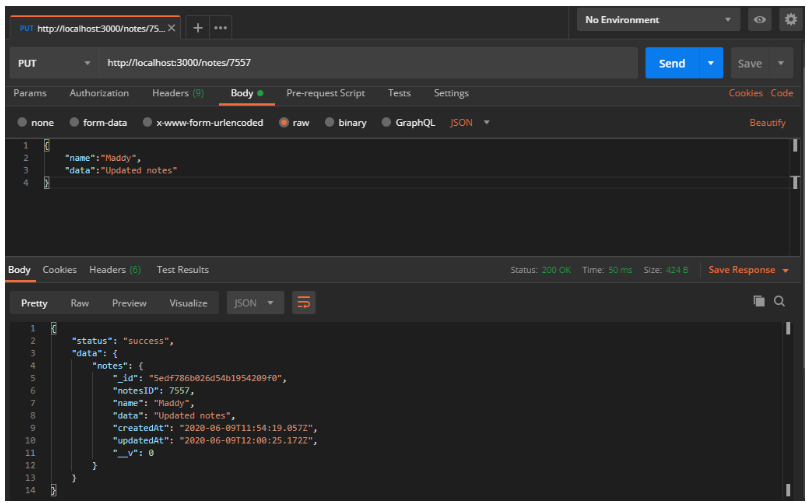 PUT http://localhost:3000/notes/75... × + ••• No Environment
PUT http://localhost:3000/notes/7557 Send Save
Params Authorization Headers (9) Body Pre-request Script Tests Settings Cookies Code
none form-data x-www-form-urlencoded raw binary GraphQL JSON Beautify
1 {
2 "name":"Maddy",
3 "data":"Updated notes"
4 }
Body Cookies Headers (6) Test Results Status: 200 OK Time: 50 ms Size: 424 B Save Response
Pretty Raw Preview Visualize JSON
1 {
2 "status": "success",
3 "data": {
4 "notes": {
5 "_id": "5edf786b026d54b1954209f0",
6 "notesID": 7557,
7 "name": "Maddy",
8 "data": "Updated notes",
9 "createdAt": "2020-06-09T11:54:19.057Z",
10 "updatedAt": "2020-06-09T12:00:25.172Z",
11 "__v": 0
12 }
13 }
14 }